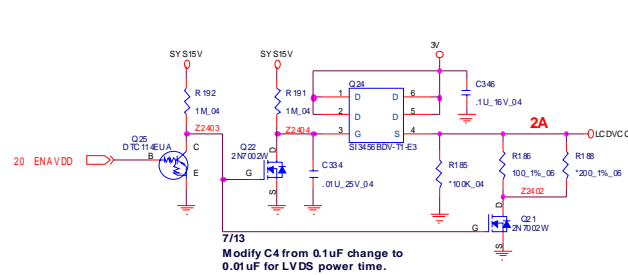 SYS15V
SYS15V
3V
R192
1M_04
R191
1M_04
Q24
1 D D 6
2 D D 5
3 G S 4
SI3456BDV-T1-E3
C346
.1U_16V_04
2A
LCDVCC
Q25
DTC114EUA
Z2403
Z2404
Q22
2N7002W
20 ENAVDD
B
C
E
G
D
S
C334
.01U_25V_04
R185
*100K_04
R186
100_1%_06
R188
*200_1%_06
Z2402
Q21
2N7002W
G
D
S
7/13
Modify C4 from 0.1uF change to
0.01uF for LVDS power time.